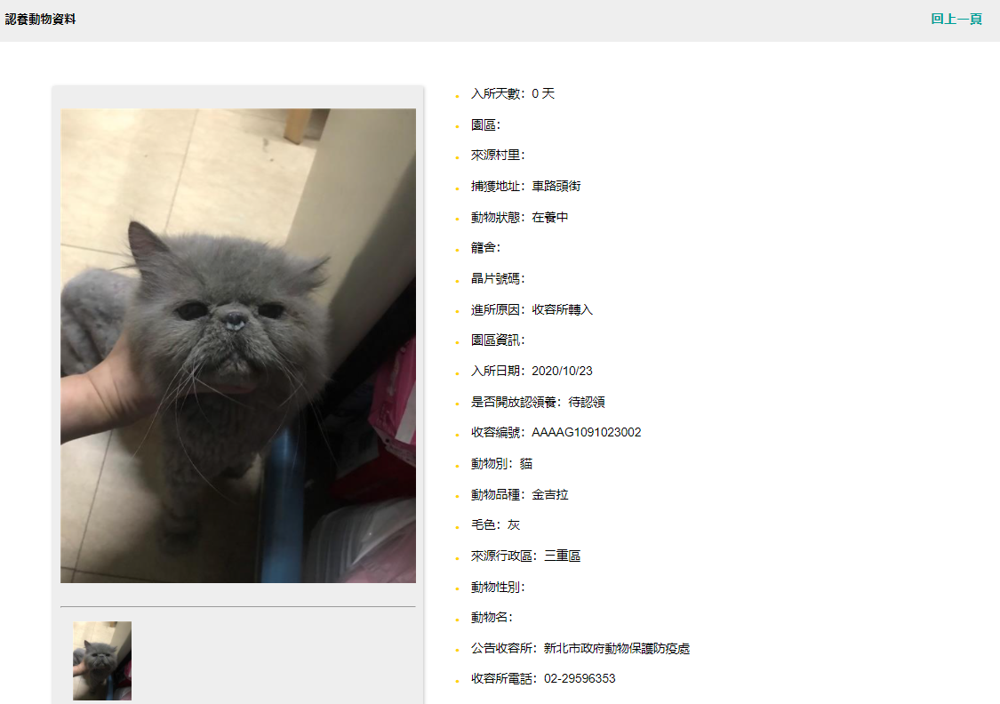 認養動物資料
回上一頁
入所天數：0 天
園區：
來源村里：
捕獲地址：車路頭街
動物狀態：在養中
籠舍：
晶片號碼：
進所原因：收容所轉入
園區資訊：
入所日期：2020/10/23
是否開放認領養：待認領
收容編號：AAAAG1091023002
動物別：貓
動物品種：金吉拉
毛色：灰
來源行政區：三重區
動物性別：
動物名：
公告收容所：新北市政府動物保護防疫處
收容所電話：02-29596353